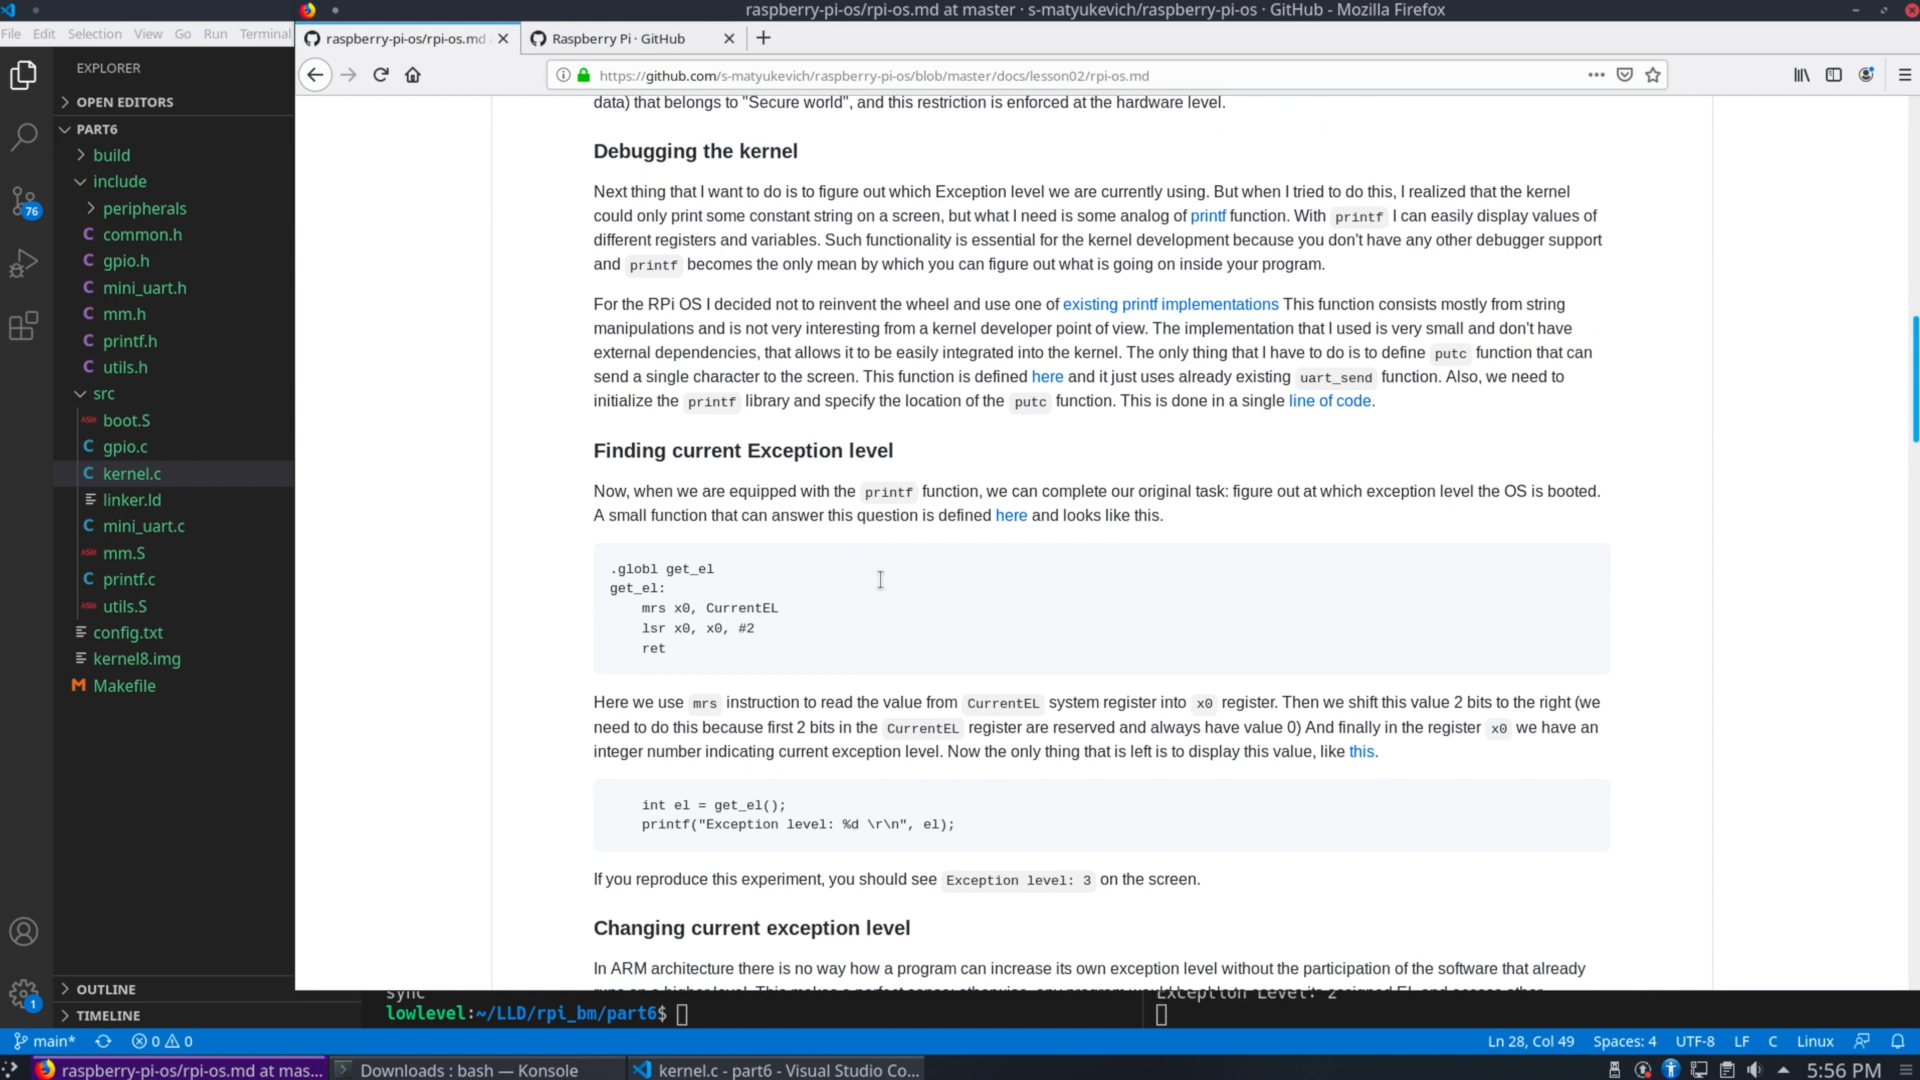 raspberry-pi-os/rpi-os.md at master · s-matyukevich/raspberry-pi-os · GitHub - Mozilla Firefox
File Edit Selection View Go Run Terminal
raspberry-pi-os/rpi-os.md
Raspberry Pi · GitHub
https://github.com/s-matyukevich/raspberry-pi-os/blob/master/docs/lesson02/rpi-os.md
EXPLORER
OPEN EDITORS
PART6
build
include
peripherals
common.h
gpio.h
mini_uart.h
mm.h
printf.h
utils.h
src
ASM boot.S
gpio.c
kernel.c
linker.ld
mini_uart.c
ASM mm.S
printf.c
ASM utils.S
config.txt
kernel8.img
Makefile
OUTLINE
TIMELINE
76
1
data) that belongs to "Secure world", and this restriction is enforced at the hardware level.
Debugging the kernel
Next thing that I want to do is to figure out which Exception level we are currently using. But when I tried to do this, I realized that the kernel
could only print some constant string on a screen, but what I need is some analog of printf function. With printf I can easily display values of
different registers and variables. Such functionality is essential for the kernel development because you don't have any other debugger support
and printf becomes the only mean by which you can figure out what is going on inside your program.
For the RPi OS I decided not to reinvent the wheel and use one of existing printf implementations This function consists mostly from string
manipulations and is not very interesting from a kernel developer point of view. The implementation that I used is very small and don't have
external dependencies, that allows it to be easily integrated into the kernel. The only thing that I have to do is to define putc function that can
send a single character to the screen. This function is defined here and it just uses already existing uart_send function. Also, we need to
initialize the printf library and specify the location of the putc function. This is done in a single line of code.
Finding current Exception level
Now, when we are equipped with the printf function, we can complete our original task: figure out at which exception level the OS is booted.
A small function that can answer this question is defined here and looks like this.
.globl get_el
get_el:
mrs x0, CurrentEL
lsr x0, x0, #2
ret
Here we use mrs instruction to read the value from CurrentEL system register into x0 register. Then we shift this value 2 bits to the right (we
need to do this because first 2 bits in the CurrentEL register are reserved and always have value 0) And finally in the register x0 we have an
integer number indicating current exception level. Now the only thing that is left is to display this value, like this.
int el = get_el();
printf("Exception level: %d \r\n", el);
If you reproduce this experiment, you should see Exception level: 3 on the screen.
Changing current exception level
In ARM architecture there is no way how a program can increase its own exception level without the participation of the software that already
sync
Exception Level: 2
lowlevel:~/LLD/rpi_bm/part6$
main* 0 0
Ln 28, Col 49 Spaces: 4 UTF-8 LF C Linux
raspberry-pi-os/rpi-os.md at mas...
Downloads : bash — Konsole
kernel.c - part6 - Visual Studio Co...
5:56 PM